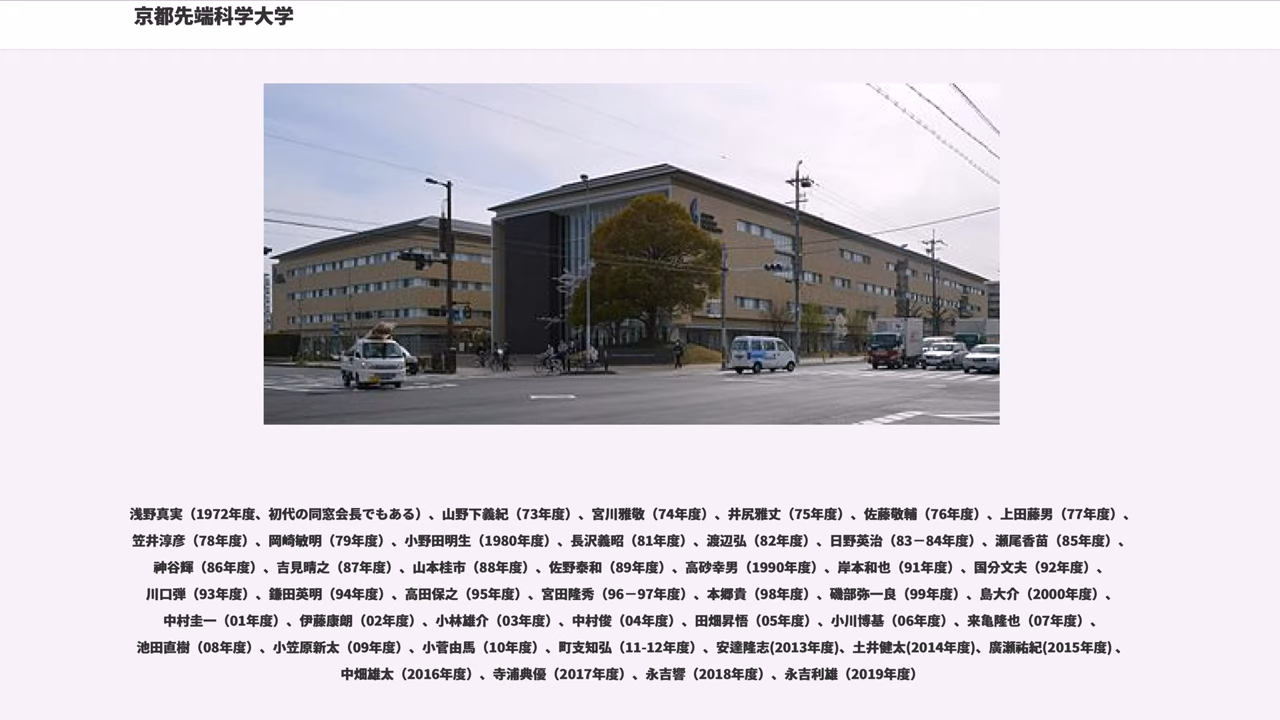 京都先端科学大学
浅野真実（1972年度、初代の同窓会長でもある）、山野下義紀（73年度）、宮川雅敬（74年度）、井尻雅丈（75年度）、佐藤敬輔（76年度）、上田藤男（77年度）、
笠井淳彦（78年度）、岡崎敏明（79年度）、小野田明生（1980年度）、長沢義昭（81年度）、渡辺弘（82年度）、日野英治（83－84年度）、瀬尾香苗（85年度）、
神谷輝（86年度）、吉見晴之（87年度）、山本桂市（88年度）、佐野泰和（89年度）、高砂幸男（1990年度）、岸本和也（91年度）、国分文夫（92年度）、
川口弾（93年度）、鎌田英明（94年度）、高田保之（95年度）、宮田隆秀（96－97年度）、本郷貴（98年度）、磯部弥一良（99年度）、島大介（2000年度）、
中村圭一（01年度）、伊藤康朗（02年度）、小林雄介（03年度）、中村俊（04年度）、田畑昇悟（05年度）、小川博基（06年度）、来亀隆也（07年度）、
池田直樹（08年度）、小笠原新太（09年度）、小菅由馬（10年度）、町支知弘（11-12年度）、安達隆志(2013年度)、土井健太(2014年度)、廣瀬祐紀(2015年度) 、
中畑雄太（2016年度）、寺浦典優（2017年度）、永吉響（2018年度）、永吉利雄（2019年度）